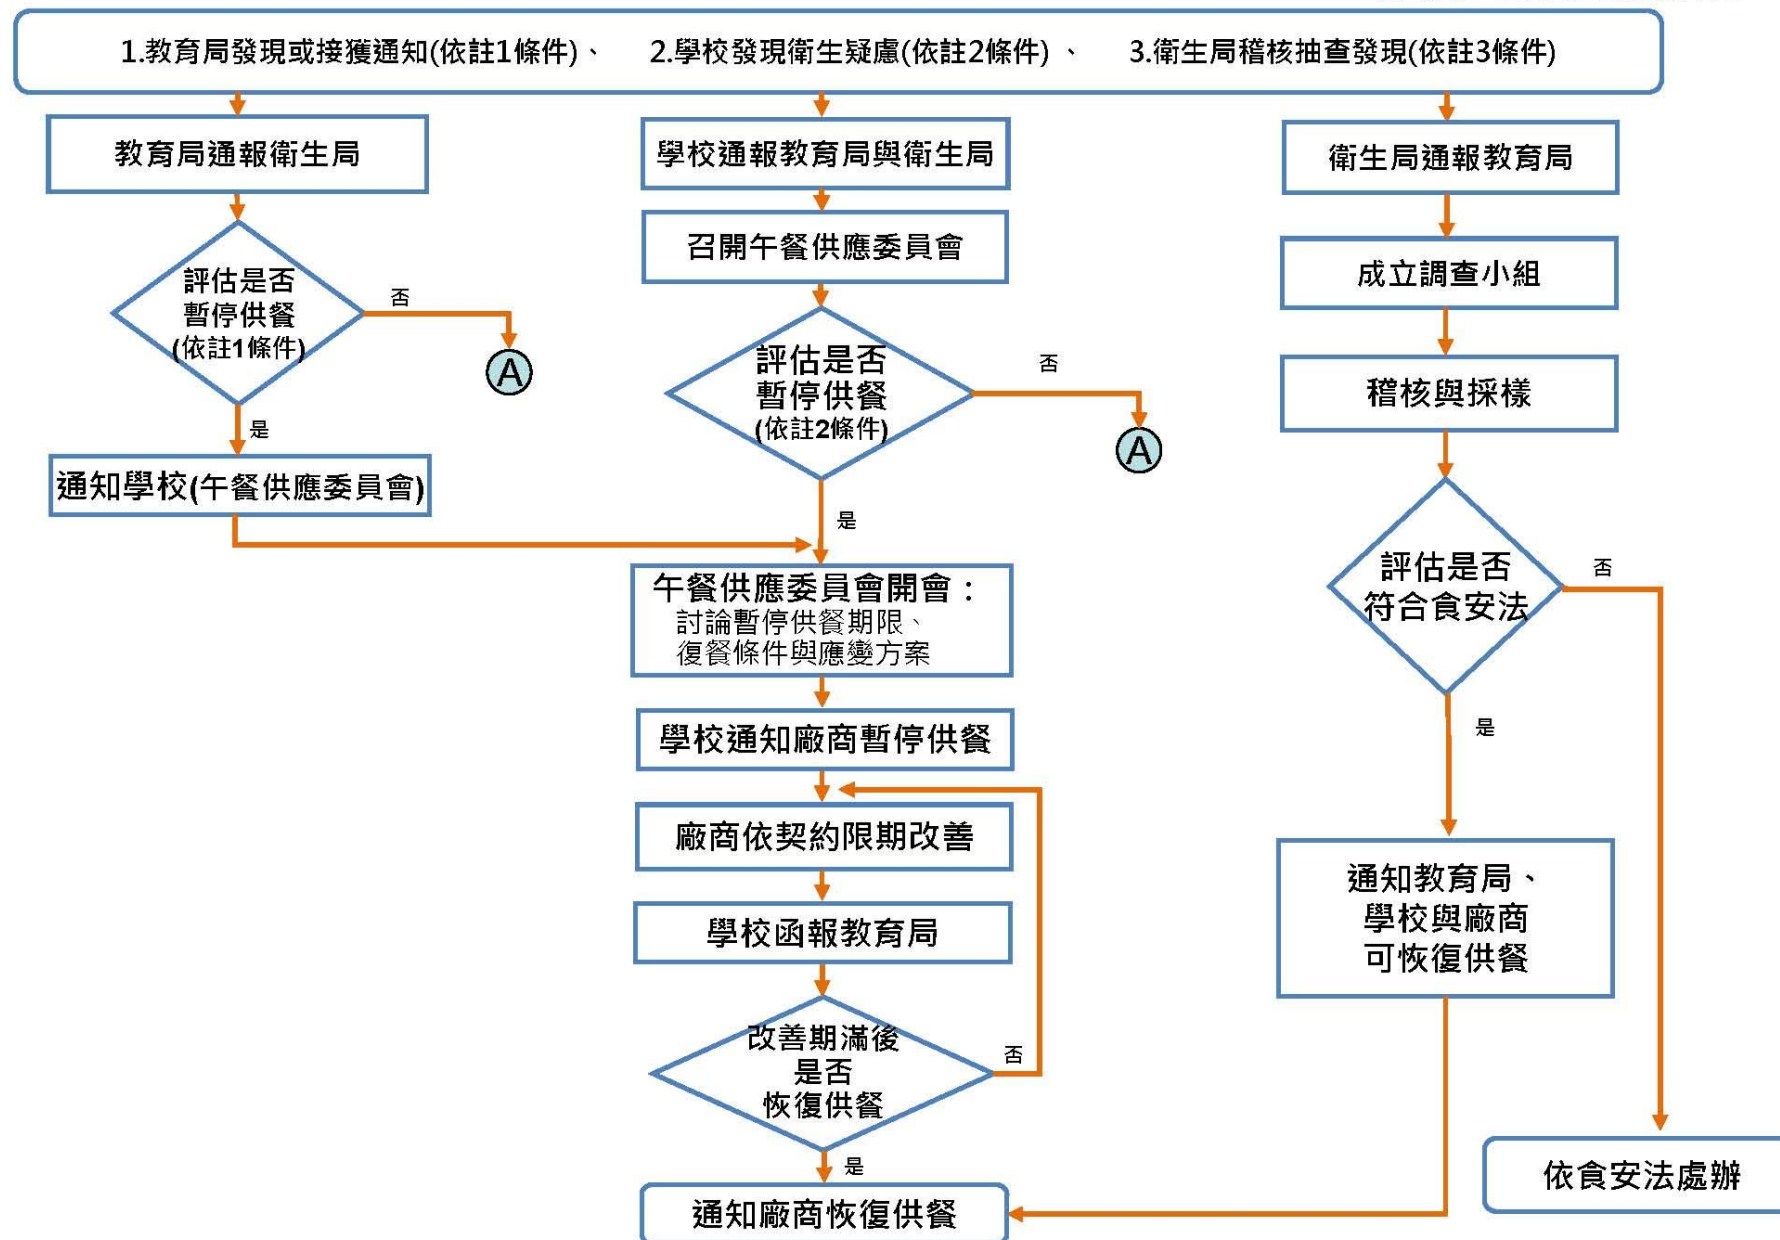 1.教育局發現或接獲通知(依註1條件)、 2.學校發現衛生疑慮(依註2條件) 、 3.衛生局稽核抽查發現(依註3條件)
教育局通報衛生局
評估是否
暫停供餐
(依註1條件)
否
A
是
通知學校(午餐供應委員會)
學校通報教育局與衛生局
召開午餐供應委員會
評估是否
暫停供餐
(依註2條件)
否
A
是
午餐供應委員會開會：
討論暫停供餐期限、
復餐條件與應變方案
學校通知廠商暫停供餐
廠商依契約限期改善
學校函報教育局
改善期滿後
是否
恢復供餐
否
是
通知廠商恢復供餐
衛生局通報教育局
成立調查小組
稽核與採樣
評估是否
符合食安法
否
是
通知教育局、
學校與廠商
可恢復供餐
依食安法處辦